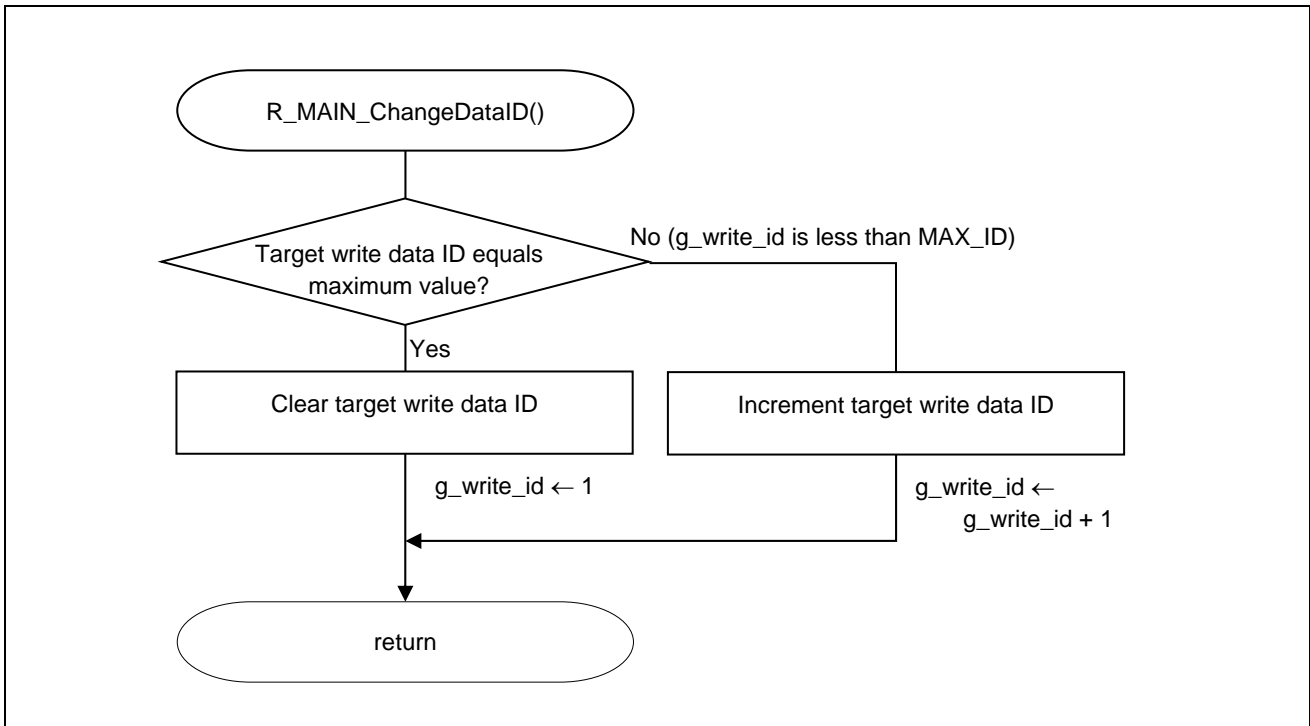 R_MAIN_ChangeDataID()
No (g_write_id is less than MAX_ID)
Target write data ID equals
maximum value?
Yes
Clear target write data ID
Increment target write data ID
g_write_id ← 1
g_write_id ←
g_write_id + 1
return